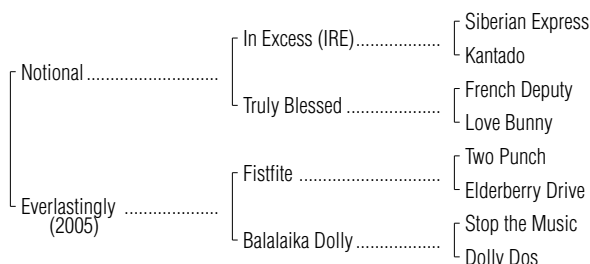 Siberian Express
In Excess (IRE)..................
Kantado
Notional ............................
French Deputy
Truly Blessed ....................
Love Bunny
Two Punch
Fistfite ..............................
Elderberry Drive
Everlastingly ....................
(2005)
Stop the Music
Balalaika Dolly..................
Dolly Dos